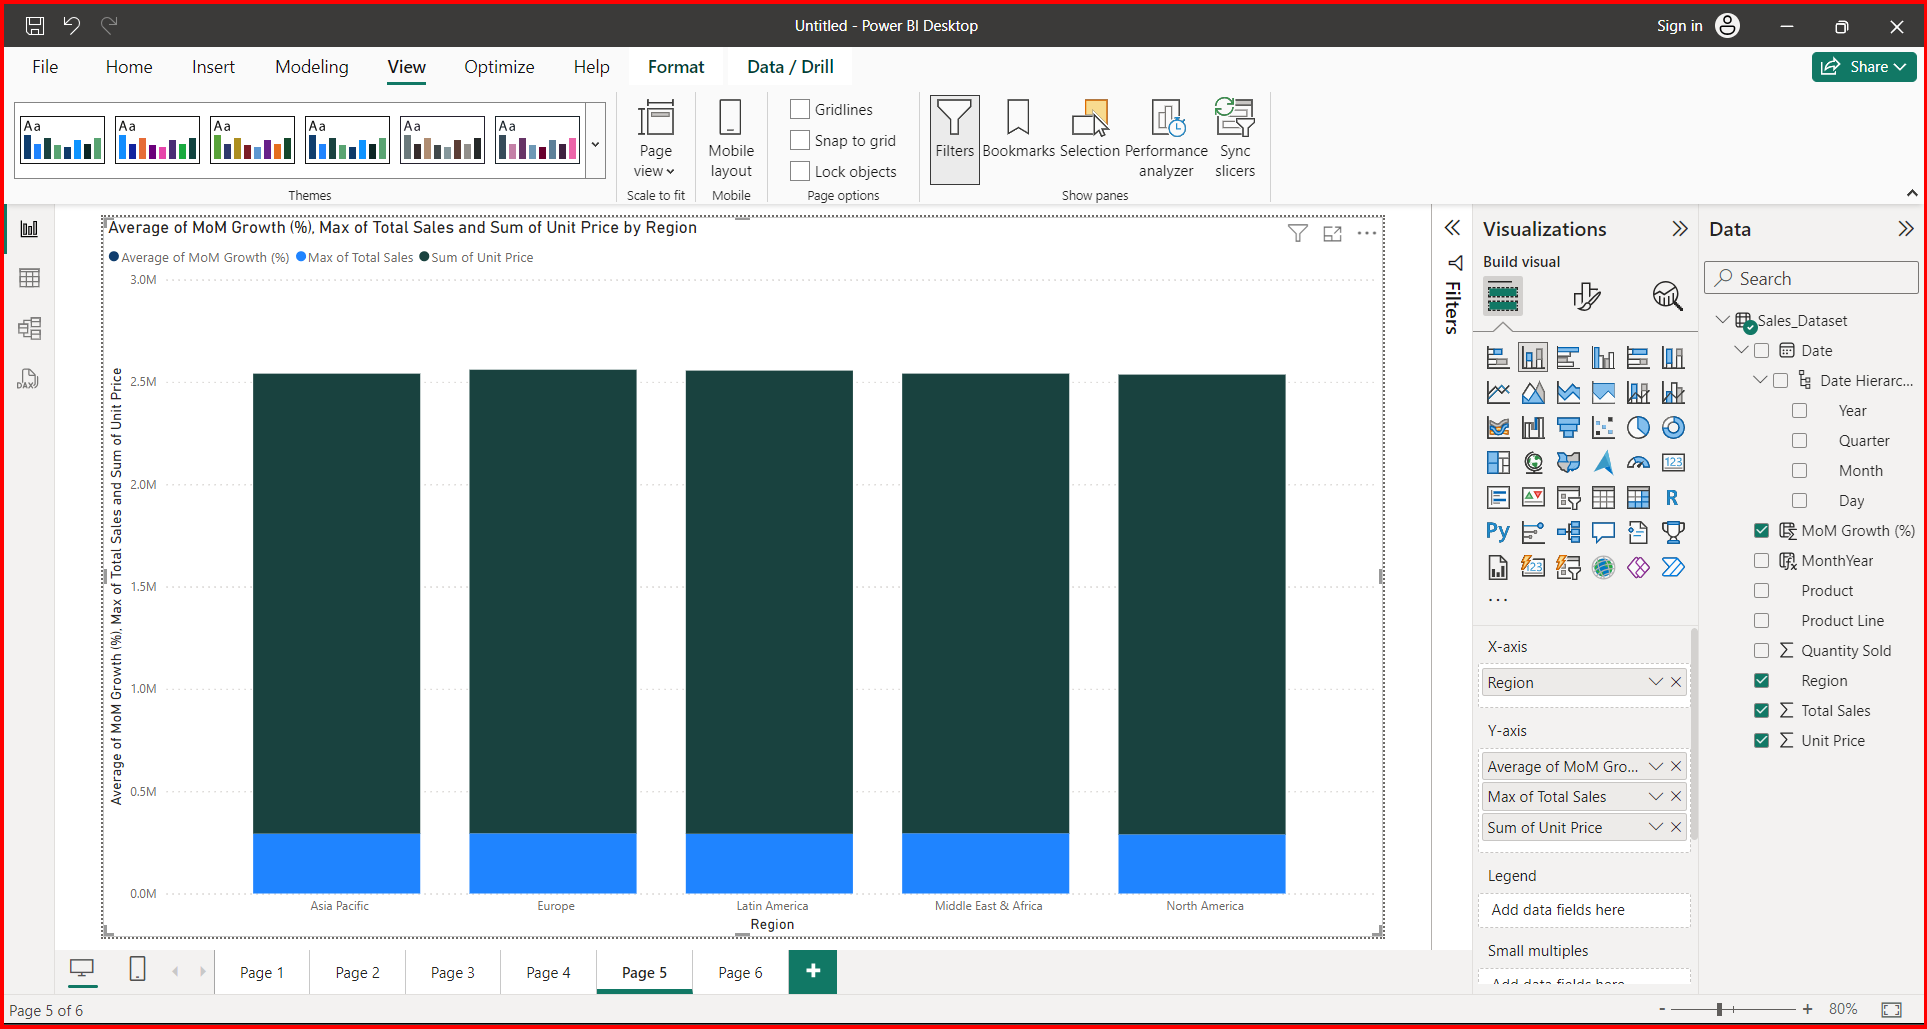 Untitled - Power BI Desktop
Sign in
File Home Insert Modeling View Optimize Help Format Data / Drill
Share
Aa Aa Aa Aa Aa Aa
Themes
Page view
Scale to fit
Mobile layout
Mobile
Gridlines
Snap to grid
Lock objects
Page options
Filters
Bookmarks
Selection
Performance analyzer
Sync slicers
Show panes
DAX
Average of MoM Growth (%), Max of Total Sales and Sum of Unit Price by Region
Average of MoM Growth (%) Max of Total Sales Sum of Unit Price
Average of MoM Growth (%), Max of Total Sales and Sum of Unit Price
3.0M
2.5M
2.0M
1.5M
1.0M
0.5M
0.0M
Asia Pacific Europe Latin America Middle East & Africa North America
Region
Filters
Visualizations
Build visual
123
R
Py
123
...
X-axis
Region
Y-axis
Average of MoM Gro...
Max of Total Sales
Sum of Unit Price
Legend
Add data fields here
Small multiples
Add data fields here
Data
Search
Sales_Dataset
Date
Date Hierarc...
Year
Quarter
Month
Day
MoM Growth (%)
MonthYear
Product
Product Line
Quantity Sold
Region
Total Sales
Unit Price
Page 1 Page 2 Page 3 Page 4 Page 5 Page 6 +
Page 5 of 6
- + 80%